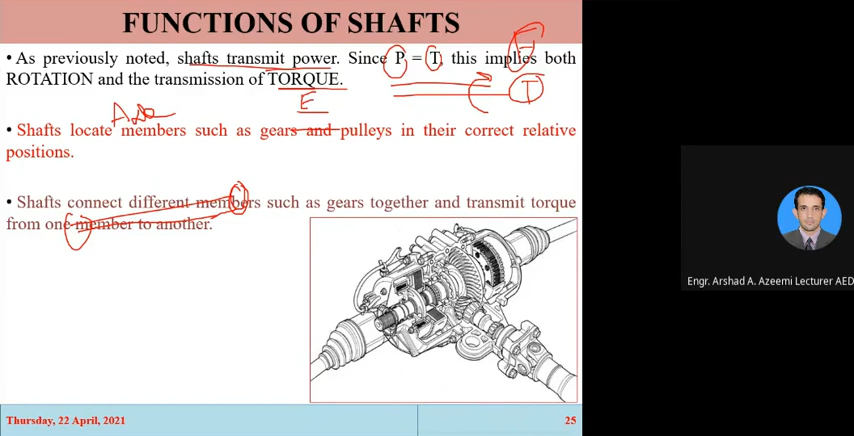 FUNCTIONS OF SHAFTS
• As previously noted, shafts transmit power. Since P = T, this implies both
ROTATION and the transmission of TORQUE.
T
E
• Shafts locate members such as gears and pulleys in their correct relative
positions.
• Shafts connect different members such as gears together and transmit torque
from one member to another.
Engr. Arshad A. Azeemi Lecturer AED
Thursday, 22 April, 2021
25